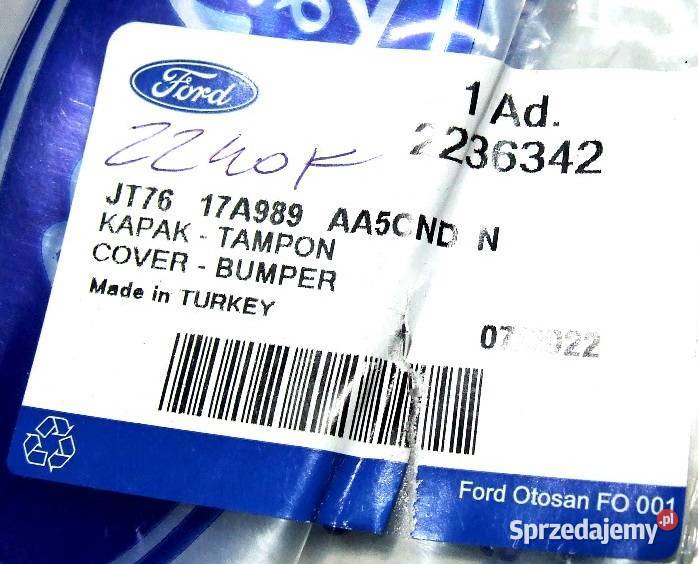 Ford
1 Ad.
2236342
JT76 17A989 AA5CND N
KAPAK - TAMPON
COVER - BUMPER
Made in TURKEY
Ford Otosan FO 001
Sprzedajemy.pl